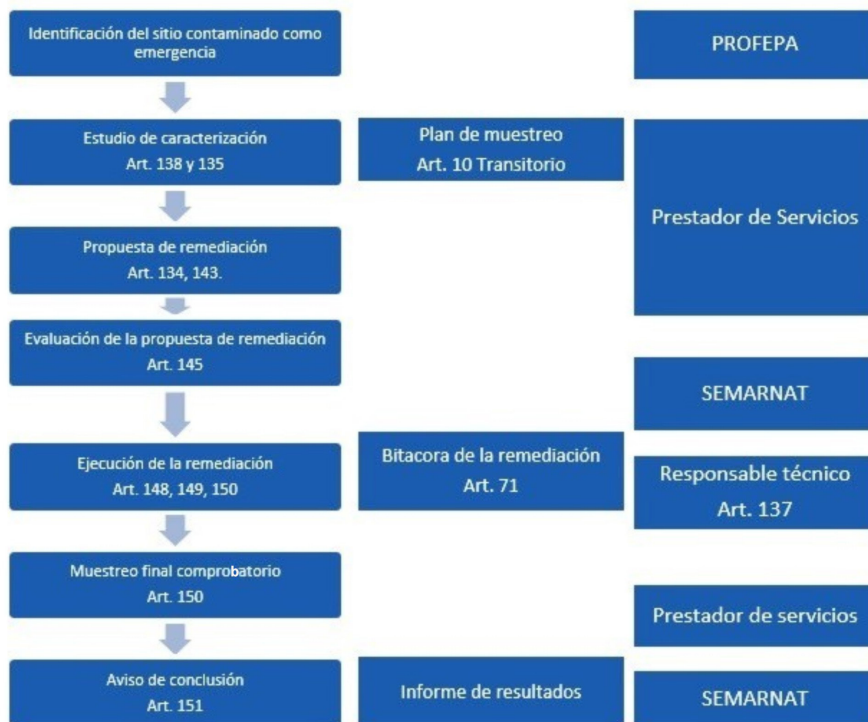 Identificación del sitio contaminado como
emergencia
PROFEPA
Estudio de caracterización
Art. 138 y 135
Plan de muestreo
Art. 10 Transitorio
Prestador de Servicios
Propuesta de remediación
Art. 134, 143.
Evaluación de la propuesta de remediación
Art. 145
SEMARNAT
Ejecución de la remediación
Art. 148, 149, 150
Bitacora de la remediación
Art. 71
Responsable técnico
Art. 137
Muestreo final comprobatorio
Art. 150
Prestador de servicios
Aviso de conclusión
Art. 151
Informe de resultados
SEMARNAT